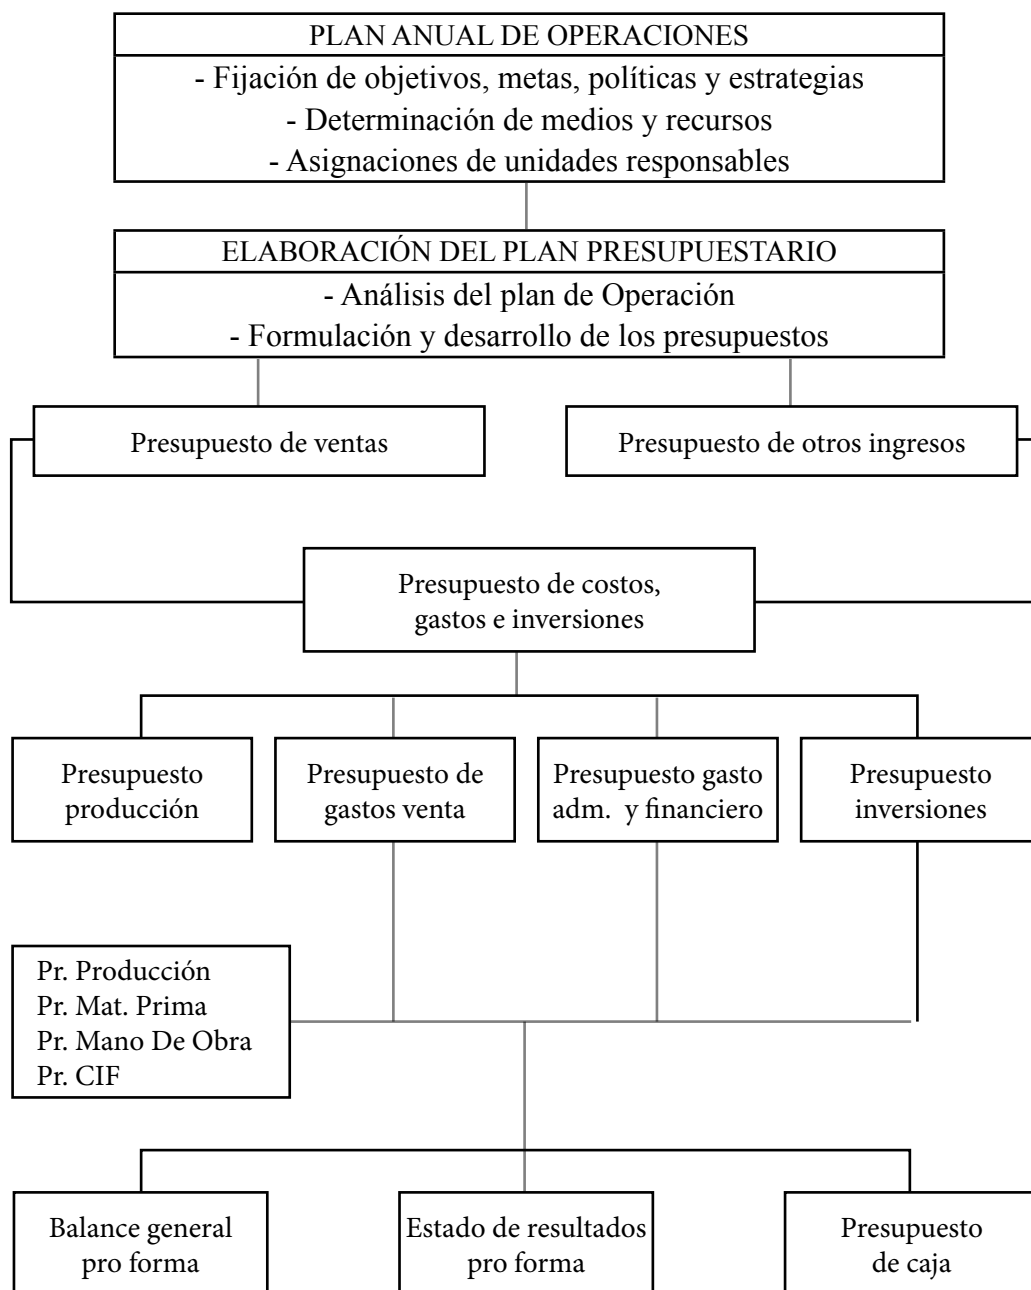 PLAN ANUAL DE OPERACIONES
- Fijación de objetivos, metas, políticas y estrategias
- Determinación de medios y recursos
- Asignaciones de unidades responsables
ELABORACIÓN DEL PLAN PRESUPUESTARIO
- Análisis del plan de Operación
- Formulación y desarrollo de los presupuestos
Presupuesto de ventas
Presupuesto de otros ingresos
Presupuesto de costos,
gastos e inversiones
Presupuesto
producción
Presupuesto de
gastos venta
Presupuesto gasto
adm. y financiero
Presupuesto
inversiones
Pr. Producción
Pr. Mat. Prima
Pr. Mano De Obra
Pr. CIF
Balance general
pro forma
Estado de resultados
pro forma
Presupuesto
de caja